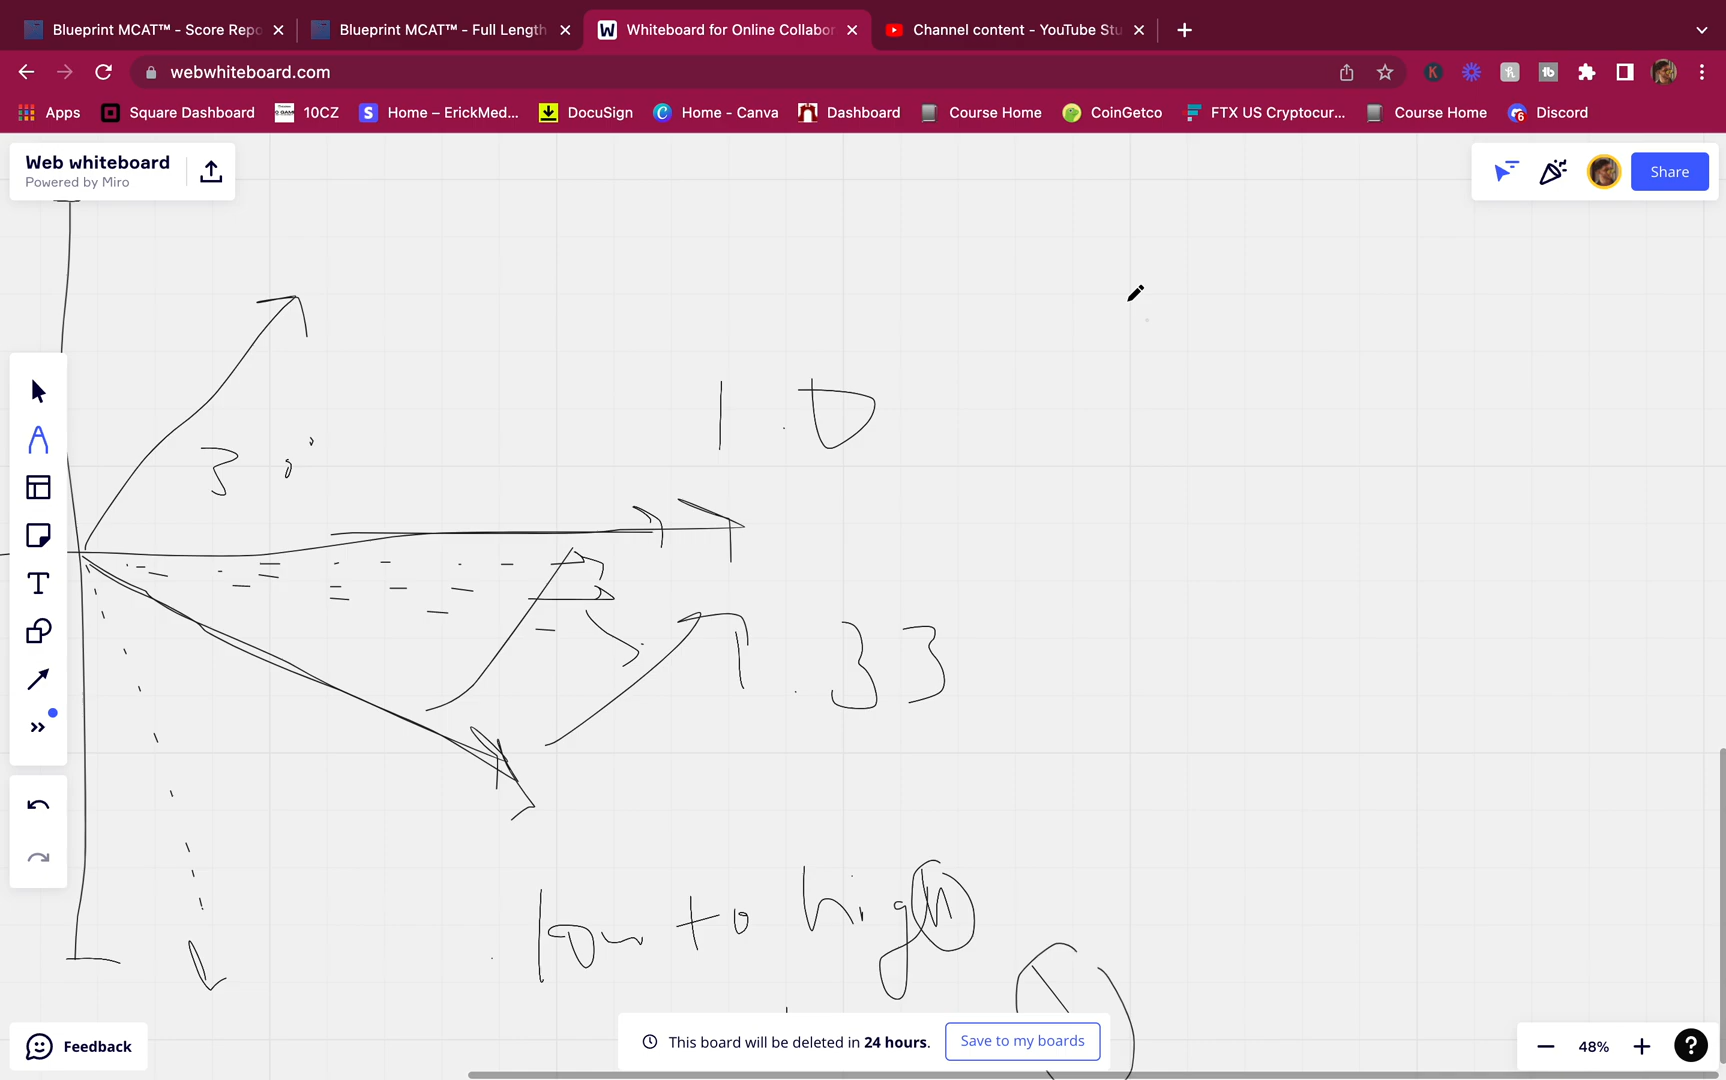 Blueprint MCAT™ - Score Repo
Blueprint MCAT™ - Full Length
Whiteboard for Online Collabor
Channel content - YouTube Stu
webwhiteboard.com
Apps
Square Dashboard
10CZ
Home – ErickMed...
DocuSign
Home - Canva
Dashboard
Course Home
CoinGetco
FTX US Cryptocur...
Course Home
Discord
Web whiteboard
Powered by Miro
Share
1.0
1.33
low to high
This board will be deleted in 24 hours.
Save to my boards
Feedback
48%